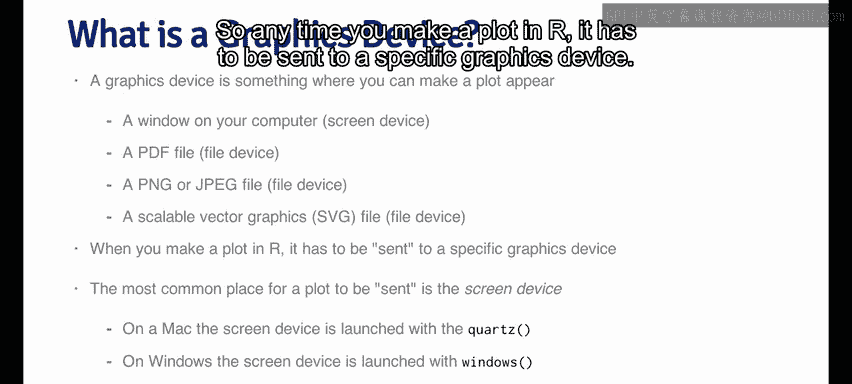 What is a Graphics Device?
So any time you make a plot in R, it has
to be sent to a specific graphics device.
· A graphics device is something where you can make a plot appear
- A window on your computer (screen device)
- A PDF file (file device)
- A PNG or JPEG file (file device)
- A scalable vector graphics (SVG) file (file device)
· When you make a plot in R, it has to be "sent" to a specific graphics device
· The most common place for a plot to be "sent" is the screen device
- On a Mac the screen device is launched with the quartz()
- On Windows the screen device is launched with windows()